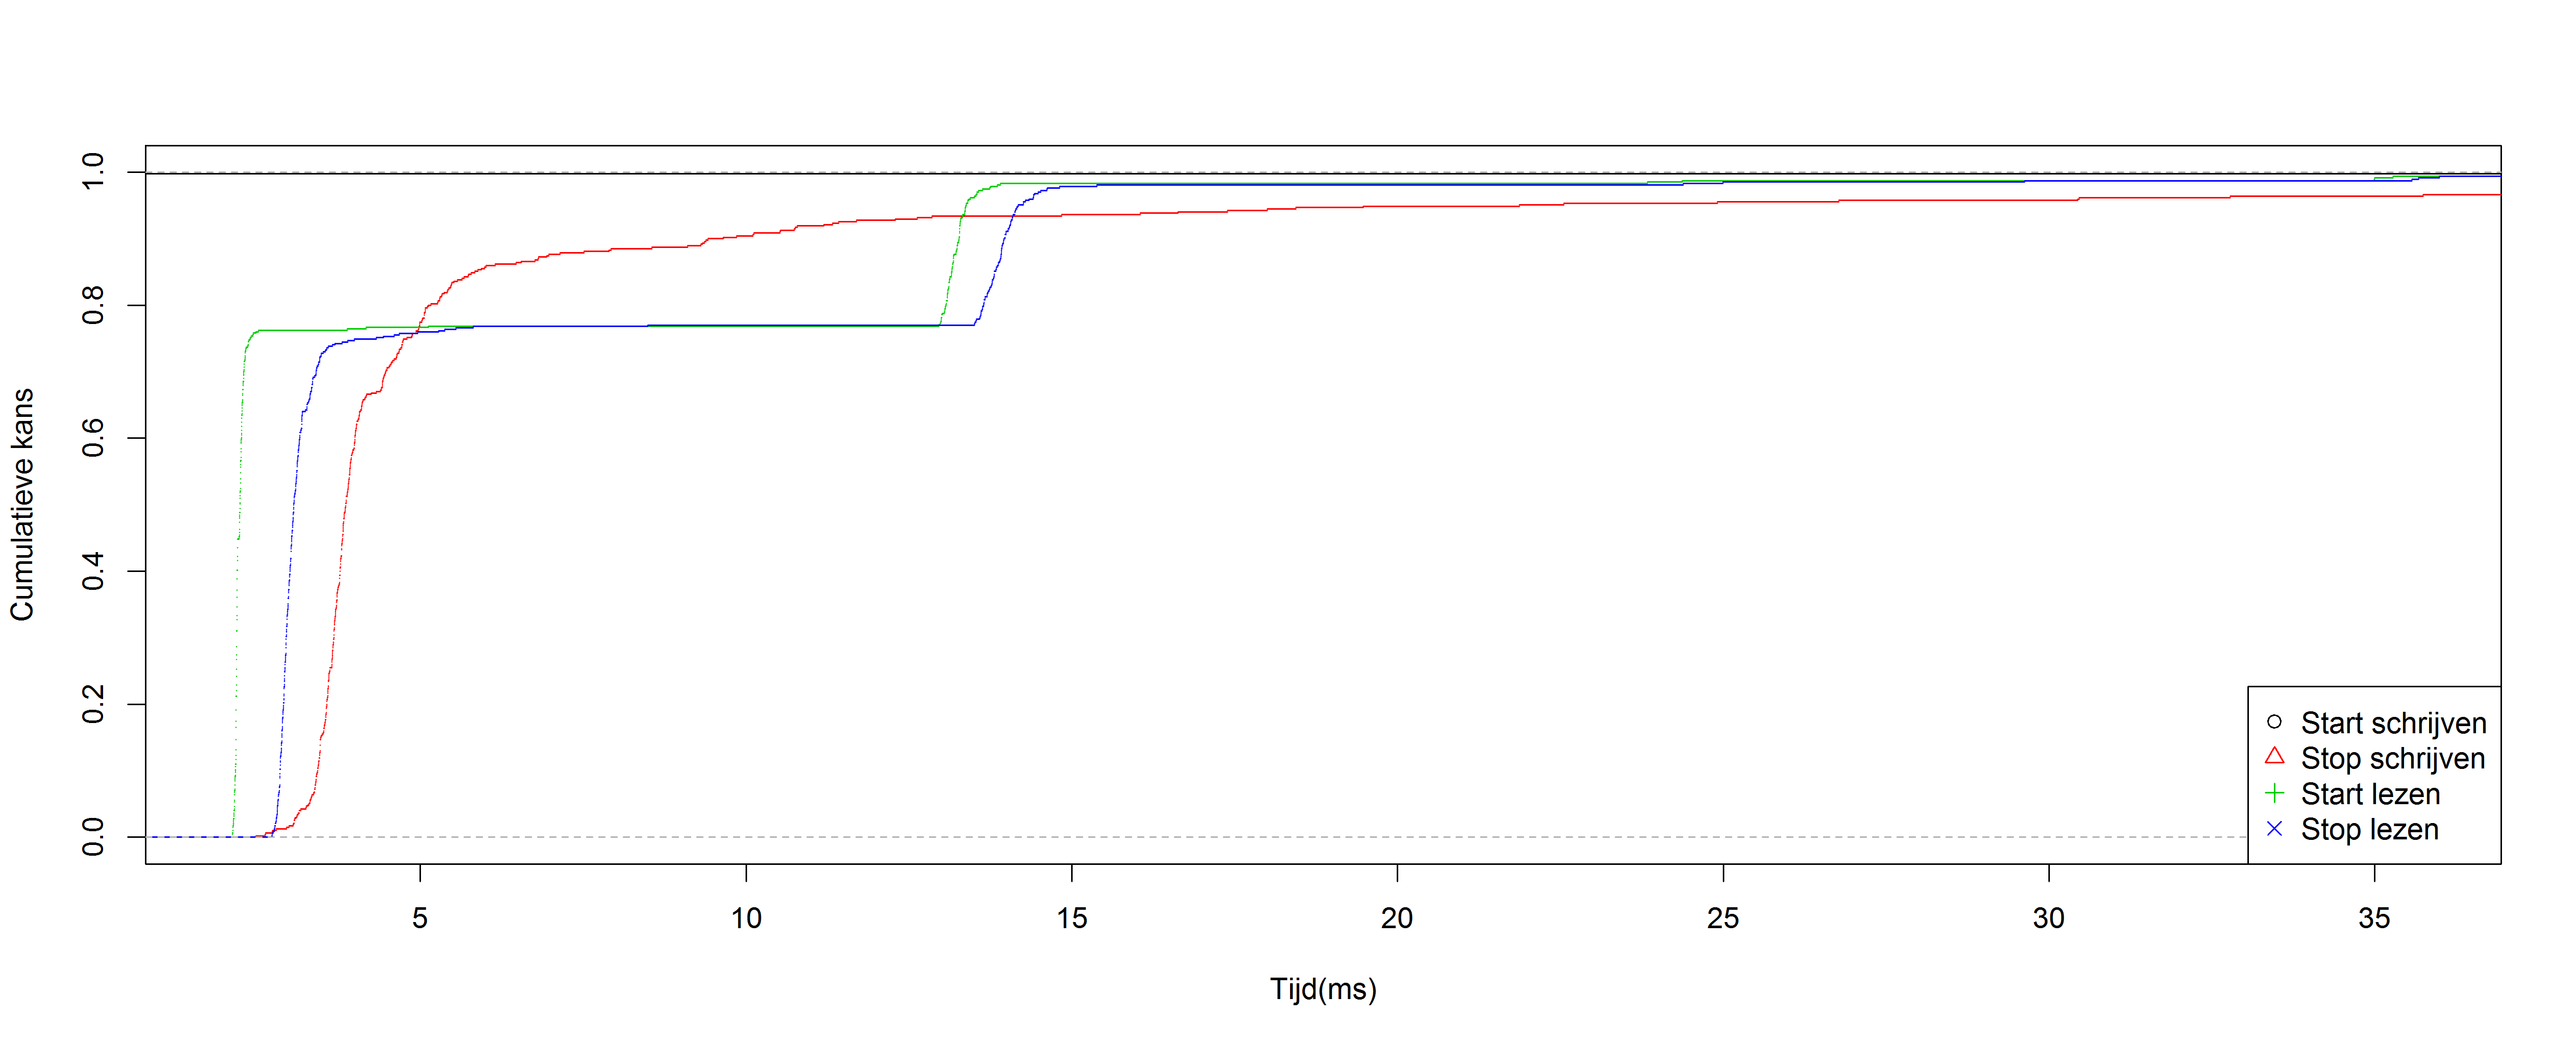 Cumulatieve kans
1.0
0.8
0.6
0.4
0.2
0.0
5 10 15 20 25 30 35
Tijd(ms)
Start schrijven
Stop schrijven
Start lezen
Stop lezen